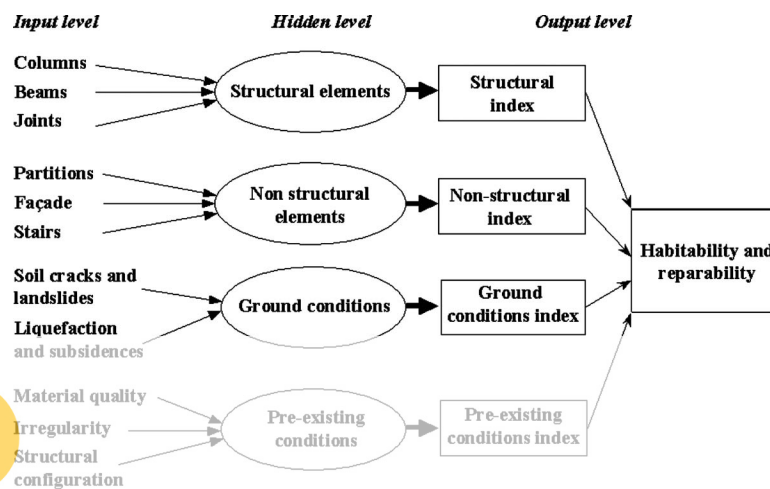 Input level
Hidden level
Output level
Columns
Beams
Joints
Structural elements
Structural
index
Partitions
Façade
Stairs
Non structural
elements
Non-structural
index
Habitability and
reparability
Soil cracks and
landslides
Liquefaction
and subsidences
Ground conditions
Ground
conditions index
Material quality
Irregularity
Structural
configuration
Pre-existing
conditions
Pre-existing
conditions index